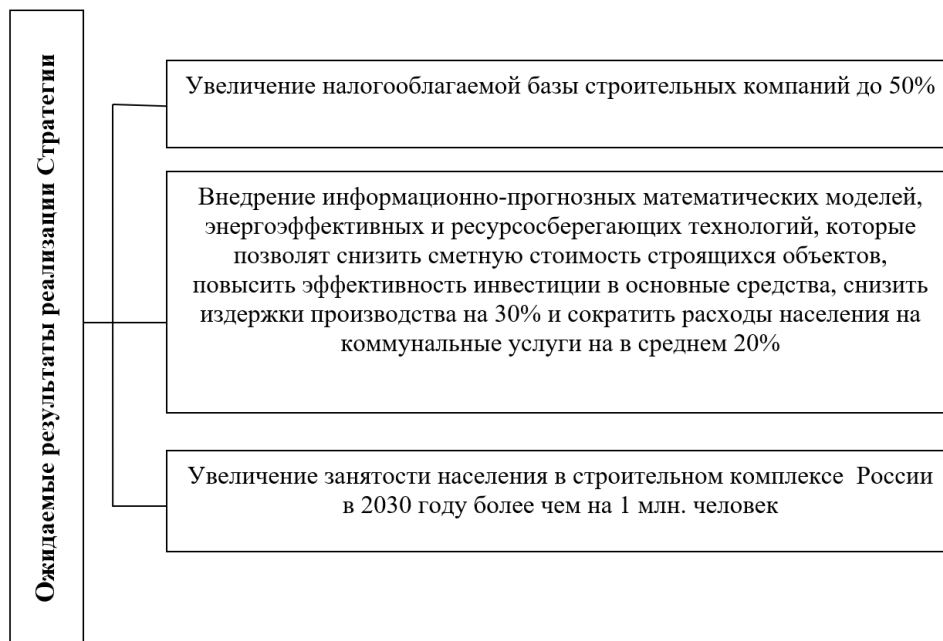 Ожидаемые результаты реализации Стратегии
Увеличение налогооблагаемой базы строительных компаний до 50%
Внедрение информационно-прогнозных математических моделей,
энергоэффективных и ресурсосберегающих технологий, которые
позволят снизить сметную стоимость строящихся объектов,
повысить эффективность инвестиции в основные средства, снизить
издержки производства на 30% и сократить расходы населения на
коммунальные услуги на в среднем 20%
Увеличение занятости населения в строительном комплексе  России
в 2030 году более чем на 1 млн. человек